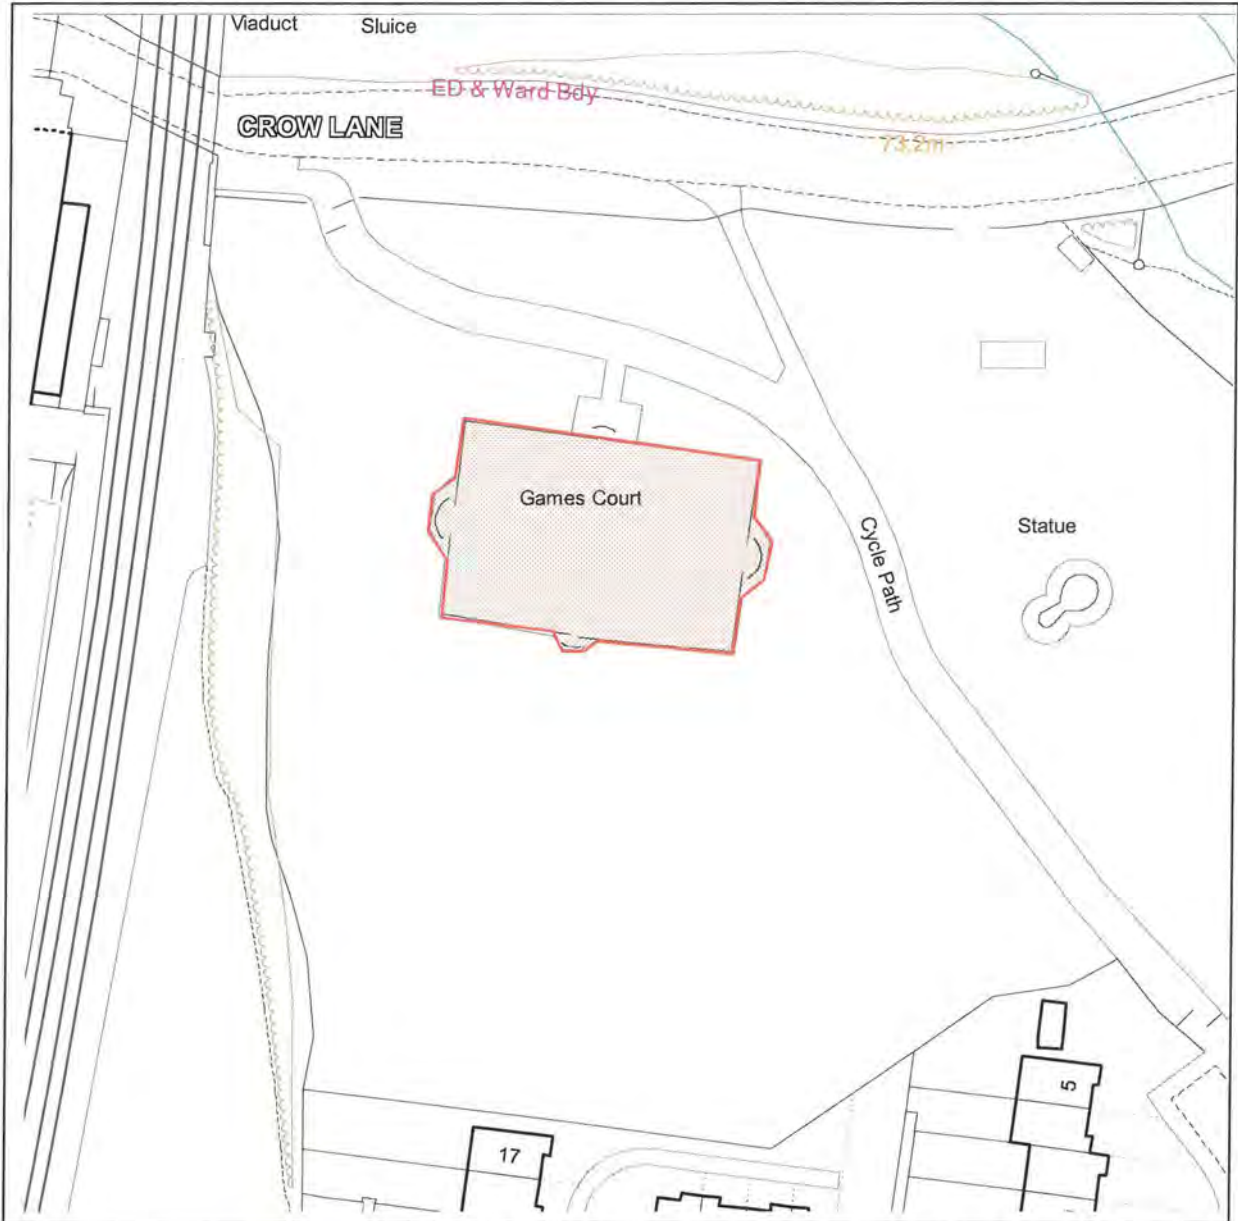 Viaduct Sluice
ED & Ward Bdy
CROW LANE
73.2m
Games Court
Cycle Path
Statue
5
17